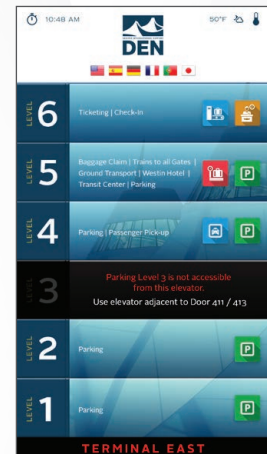 10:48 AM
50°F
DEN
LEVEL 6
Ticketing | Check-In
LEVEL 5
Baggage Claim | Trains to all Gates |
Ground Transport | Westin Hotel |
Transit Center | Parking
P
LEVEL 4
Parking | Passenger Pick-up
P
LEVEL 3
Parking Level 3 is not accessible
from this elevator.
Use elevator adjacent to Door 411 / 413
LEVEL 2
Parking
P
LEVEL 1
Parking
P
TERMINAL EAST